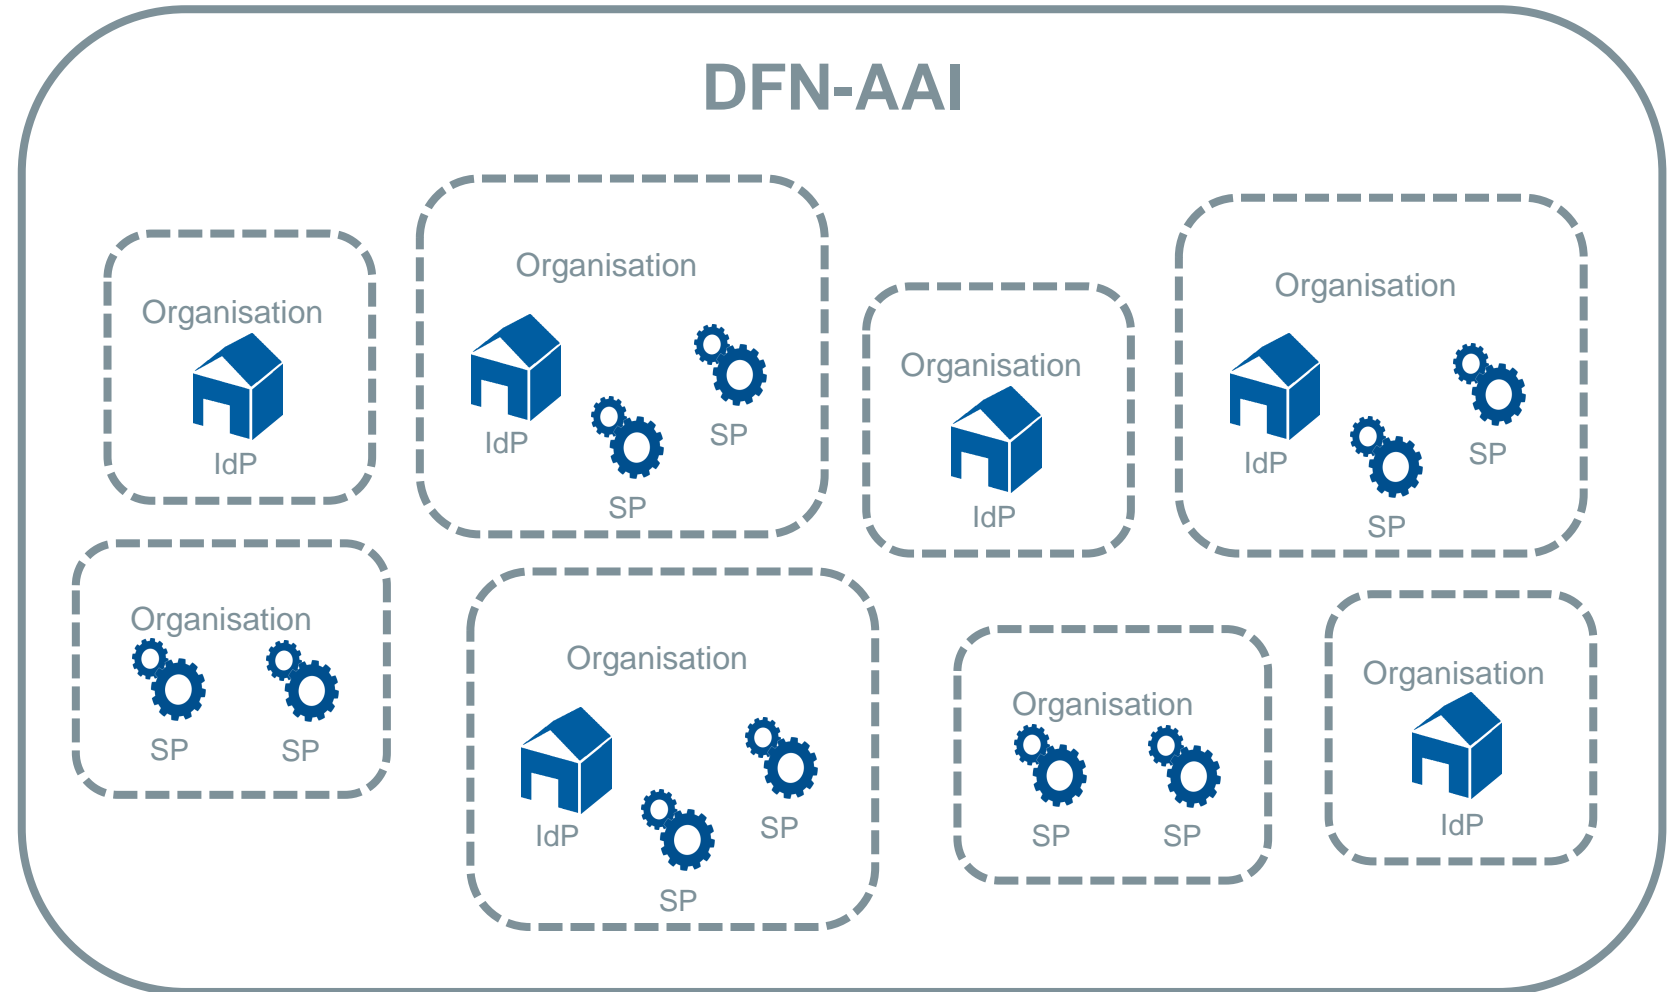 DFN-AAI
Organisation
IdP
Organisation
IdP
SP
SP
Organisation
IdP
Organisation
IdP
SP
SP
Organisation
SP
SP
Organisation
IdP
SP
SP
Organisation
SP
SP
Organisation
IdP